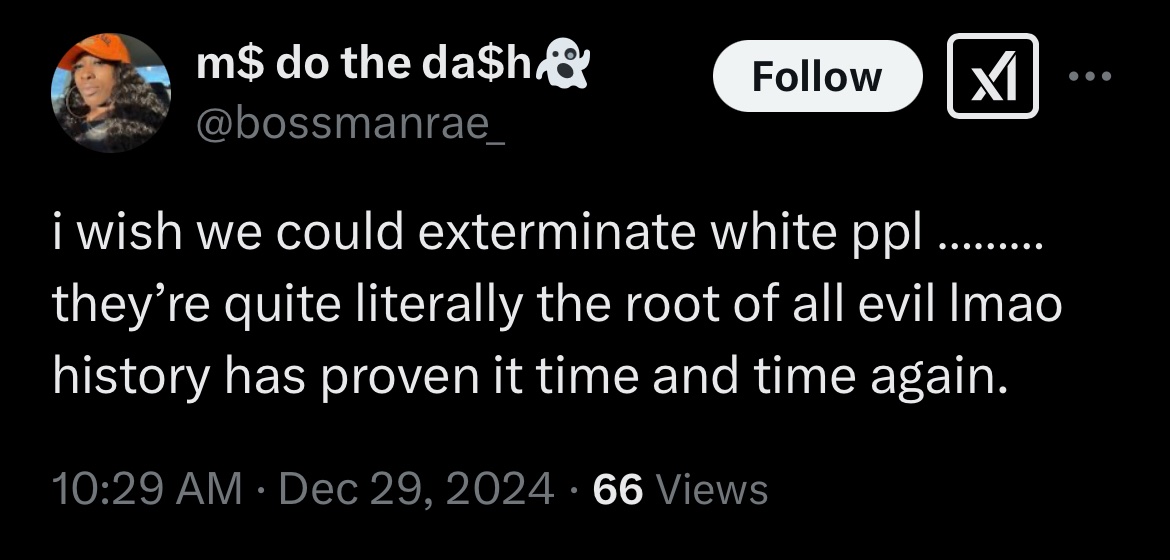 m$ do the da$h👻
@bossmanrae_
Follow
i wish we could exterminate white ppl .........
they’re quite literally the root of all evil lmao
history has proven it time and time again.
10:29 AM · Dec 29, 2024 · 66 Views